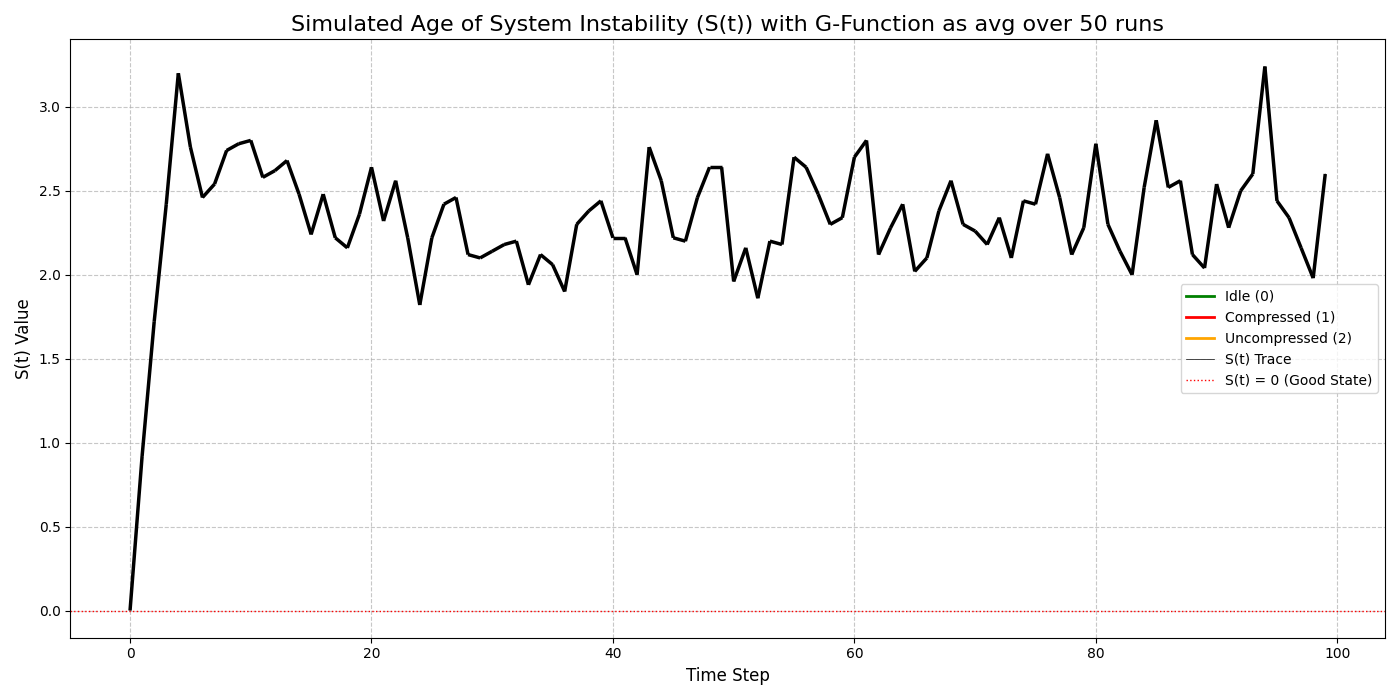 Simulated Age of System Instability (S(t)) with G-Function as avg over 50 runs
S(t) Value
3.0
2.5
2.0
1.5
1.0
0.5
0.0
Idle (0)
Compressed (1)
Uncompressed (2)
S(t) Trace
S(t) = 0 (Good State)
0 20 40 60 80 100
Time Step